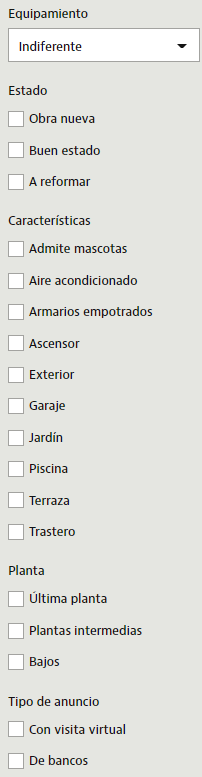 Equipamiento
Indiferente
Estado
Obra nueva
Buen estado
A reformar
Características
Admite mascotas
Aire acondicionado
Armarios empotrados
Ascensor
Exterior
Garaje
Jardín
Piscina
Terraza
Trastero
Planta
Última planta
Plantas intermedias
Bajos
Tipo de anuncio
Con visita virtual
De bancos